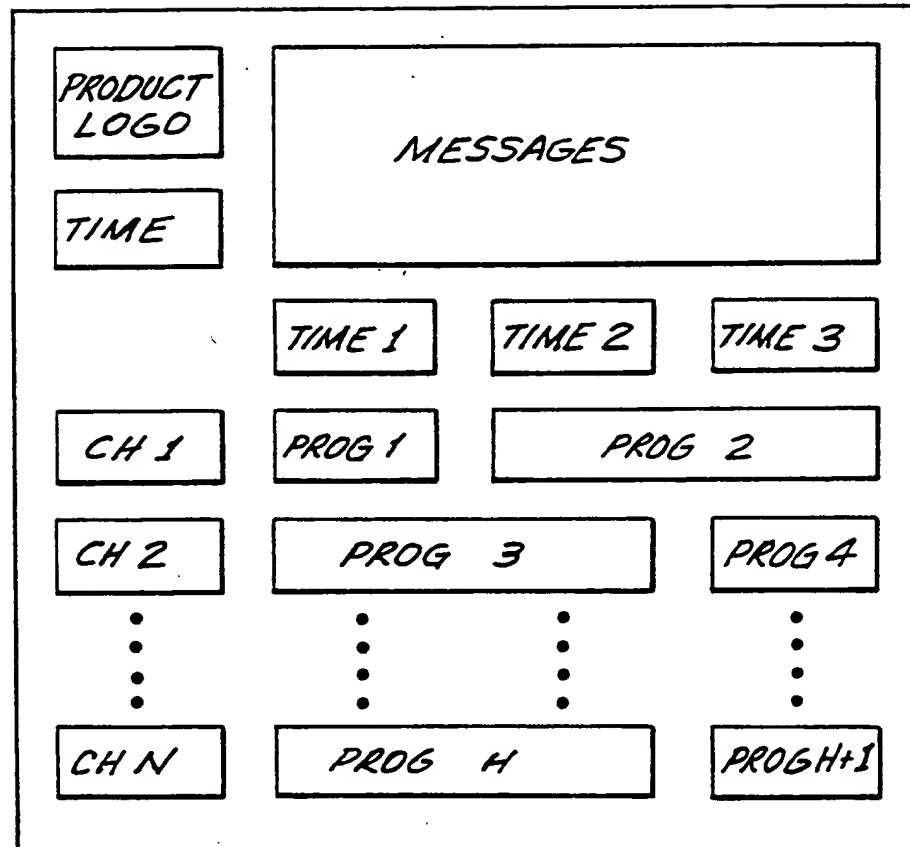 PRODUCT
LOGO
MESSAGES
TIME
TIME 1 TIME 2 TIME 3
CH 1 PROG 1 PROG 2
CH 2 PROG 3 PROG 4
CH N PROG H PROG H+1